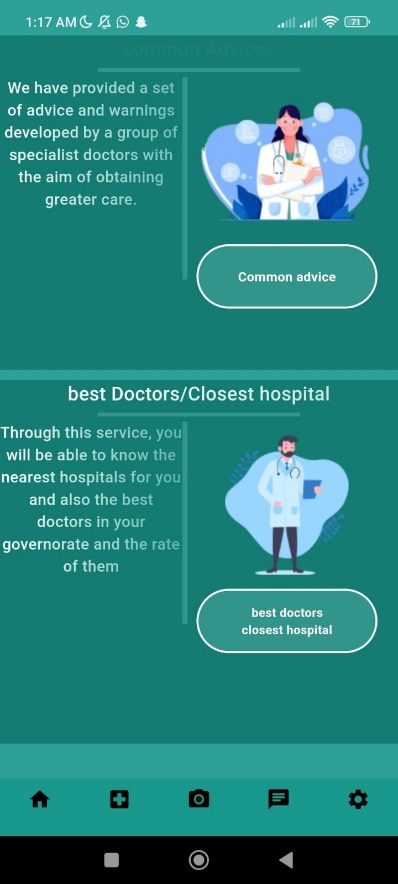 1:17 AM
71
common Advices
We have provided a set
of advice and warnings
developed by a group of
specialist doctors with
the aim of obtaining
greater care.
Common advice
best Doctors/Closest hospital
Through this service, you
will be able to know the
nearest hospitals for you
and also the best
doctors in your
governorate and the rate
of them
best doctors
closest hospital